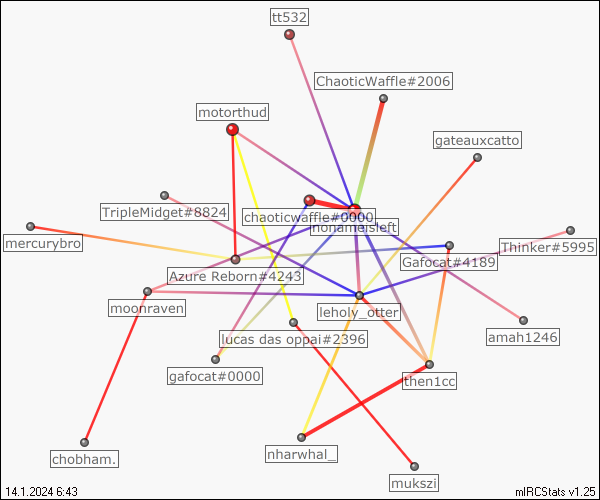 tt532
ChaoticWaffle#2006
motorthud
gateauxcatto
TripleMidget#8824
chaoticwaffle#0000
nonameisleft
mercurybro
Thinker#5995
Gafocat#4189
Azure Reborn#4243
moonraven
leholy_otter
lucas das oppai#2396
amah1246
gafocat#0000
then1cc
nharwhal_
chobham.
mukszi
14.1.2024 6:43
mIRCStats v1.25